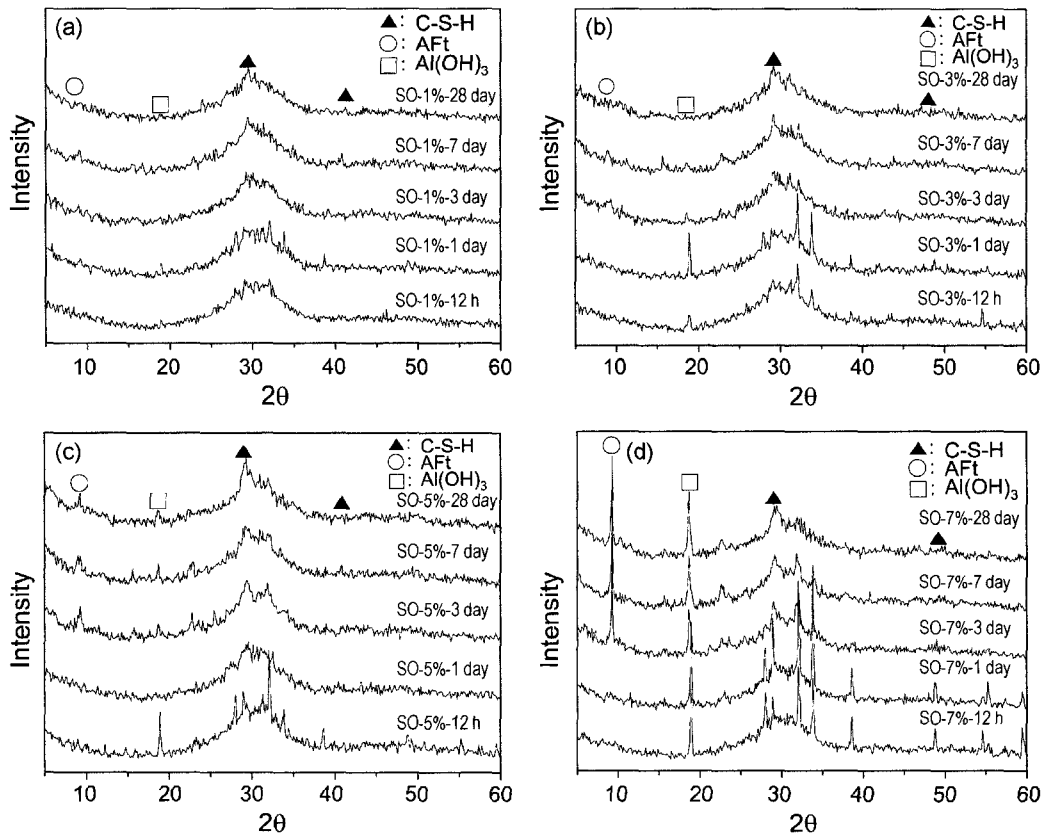 (a)
▲: C-S-H
○: AFt
□: Al(OH)₃
SO-1%-28 day
SO-1%-7 day
SO-1%-3 day
SO-1%-1 day
SO-1%-12 h
Intensity
10 20 30 40 50 60
2θ
(b)
▲: C-S-H
○: AFt
□: Al(OH)₃
SO-3%-28 day
SO-3%-7 day
SO-3%-3 day
SO-3%-1 day
SO-3%-12 h
Intensity
10 20 30 40 50 60
2θ
(c)
▲: C-S-H
○: AFt
□: Al(OH)₃
SO-5%-28 day
SO-5%-7 day
SO-5%-3 day
SO-5%-1 day
SO-5%-12 h
Intensity
10 20 30 40 50 60
2θ
(d)
▲: C-S-H
○: AFt
□: Al(OH)₃
SO-7%-28 day
SO-7%-7 day
SO-7%-3 day
SO-7%-1 day
SO-7%-12 h
Intensity
10 20 30 40 50 60
2θ